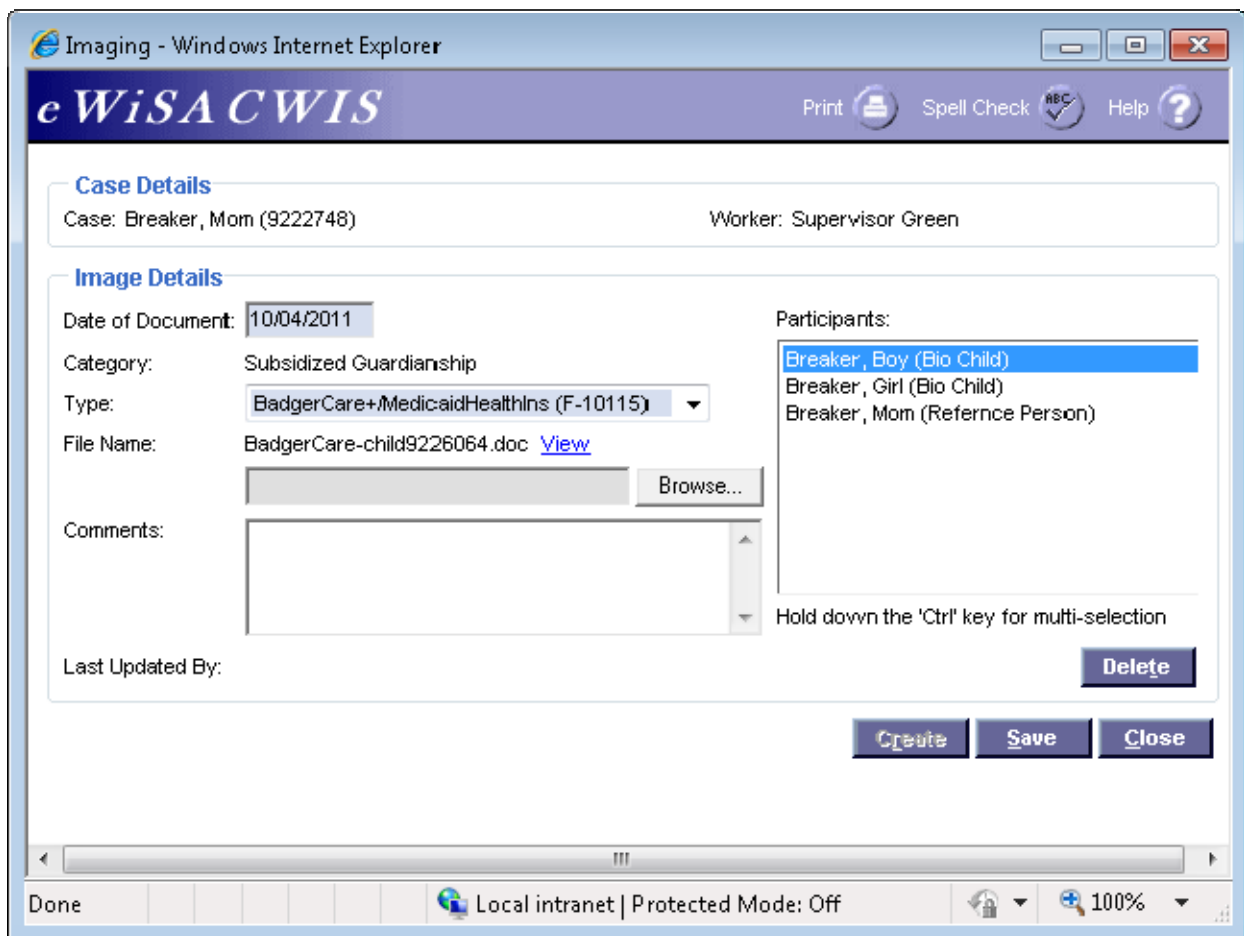 Imaging - Windows Internet Explorer
eWiSACWIS
Print
Spell Check
ABC
Help
?
Case Details
Case: Breaker, Mom (9222748)
Worker: Supervisor Green
Image Details
Date of Document: 10/04/2011
Category: Subsidized Guardianship
Type: BadgerCare+/MedicaidHealthIns (F-10115)
File Name: BadgerCare-child9226064.doc View
Browse...
Comments:
Last Updated By:
Participants:
Breaker, Boy (Bio Child)
Breaker, Girl (Bio Child)
Breaker, Mom (Refernce Person)
Hold down the 'Ctrl' key for multi-selection
Delete
Create Save Close
Done
Local intranet | Protected Mode: Off
100%